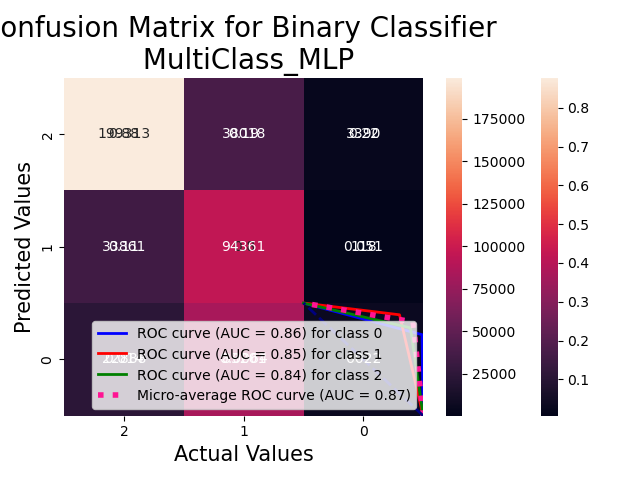 onfusion Matrix for Binary Classifier
MultiClass_MLP
Predicted Values
2
1
0
94361
ROC curve (AUC = 0.86) for class 0
ROC curve (AUC = 0.85) for class 1
ROC curve (AUC = 0.84) for class 2
Micro-average ROC curve (AUC = 0.87)
2
1
0
Actual Values
175000
150000
125000
100000
75000
50000
25000
0.8
0.7
0.6
0.5
0.4
0.3
0.2
0.1